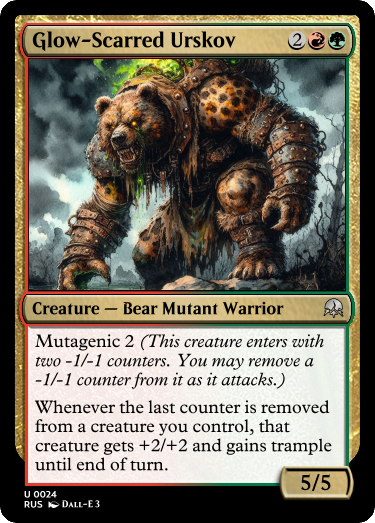 Glow-Scarred Urskov 2
Creature — Bear Mutant Warrior
Mutagenic 2 (This creature enters with
two -1/-1 counters. You may remove a
-1/-1 counter from it as it attacks.)
Whenever the last counter is removed
from a creature you control, that
creature gets +2/+2 and gains trample
until end of turn.
5/5
U 0024
RUS DALL-E 3